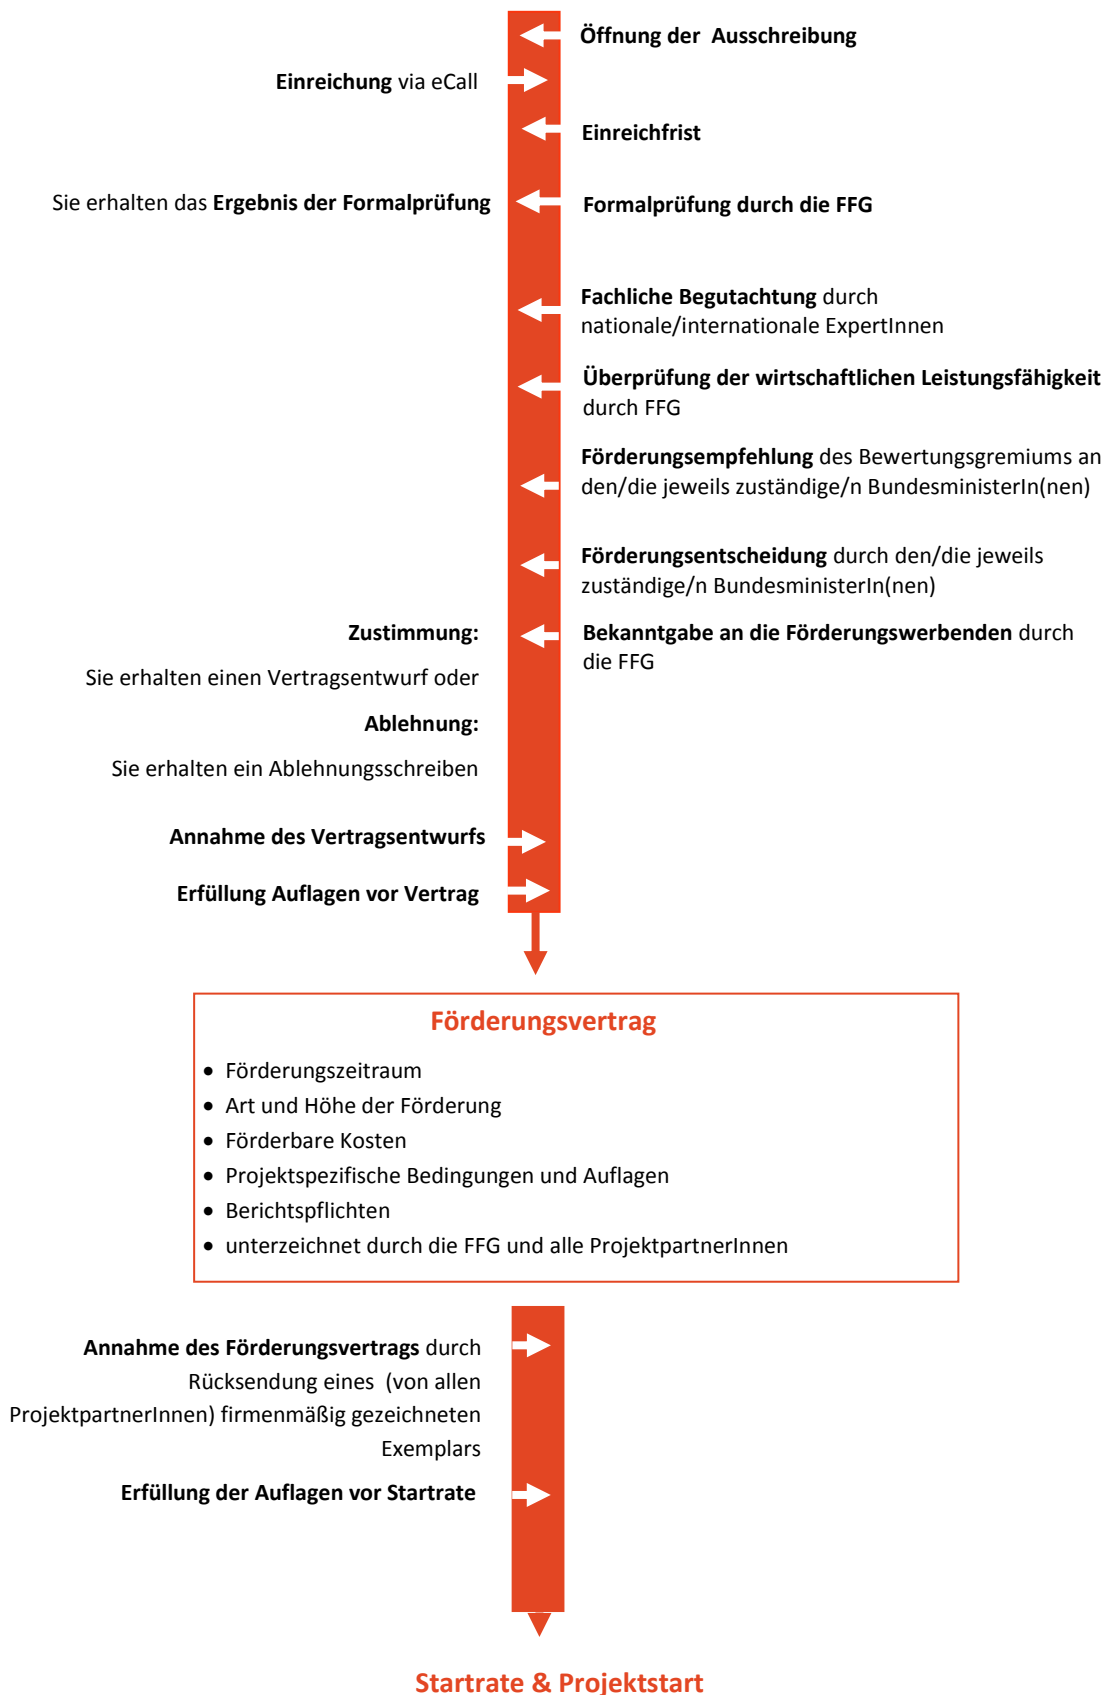 Öffnung der Ausschreibung
Einreichung via eCall
Einreichfrist
Sie erhalten das Ergebnis der Formalprüfung
Formalprüfung durch die FFG
Fachliche Begutachtung durch
nationale/internationale ExpertInnen
Überprüfung der wirtschaftlichen Leistungsfähigkeit
durch FFG
Förderungsempfehlung des Bewertungsgremiums an
den/die jeweils zuständige/n BundesministerIn(nen)
Förderungsentscheidung durch den/die jeweils
zuständige/n BundesministerIn(nen)
Zustimmung:
Bekanntgabe an die Förderungswerbenden durch
die FFG
Sie erhalten einen Vertragsentwurf oder
Ablehnung:
Sie erhalten ein Ablehnungsschreiben
Annahme des Vertragsentwurfs
Erfüllung Auflagen vor Vertrag
Förderungsvertrag
• Förderungszeitraum
• Art und Höhe der Förderung
• Förderbare Kosten
• Projektspezifische Bedingungen und Auflagen
• Berichtspflichten
• unterzeichnet durch die FFG und alle ProjektpartnerInnen
Annahme des Förderungsvertrags durch
Rücksendung eines (von allen
ProjektpartnerInnen) firmenmäßig gezeichneten
Exemplars
Erfüllung der Auflagen vor Startrate
Startrate & Projektstart